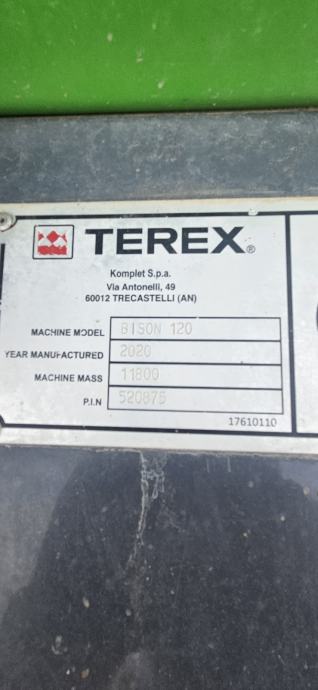 TEREX®
Komplet S.p.a.
Via Antonelli, 49
60012 TRECASTELLI (AN)
MACHINE MODEL BISON 120
YEAR MANUFACTURED 2020
MACHINE MASS 11800
P.I.N 520875
17610110